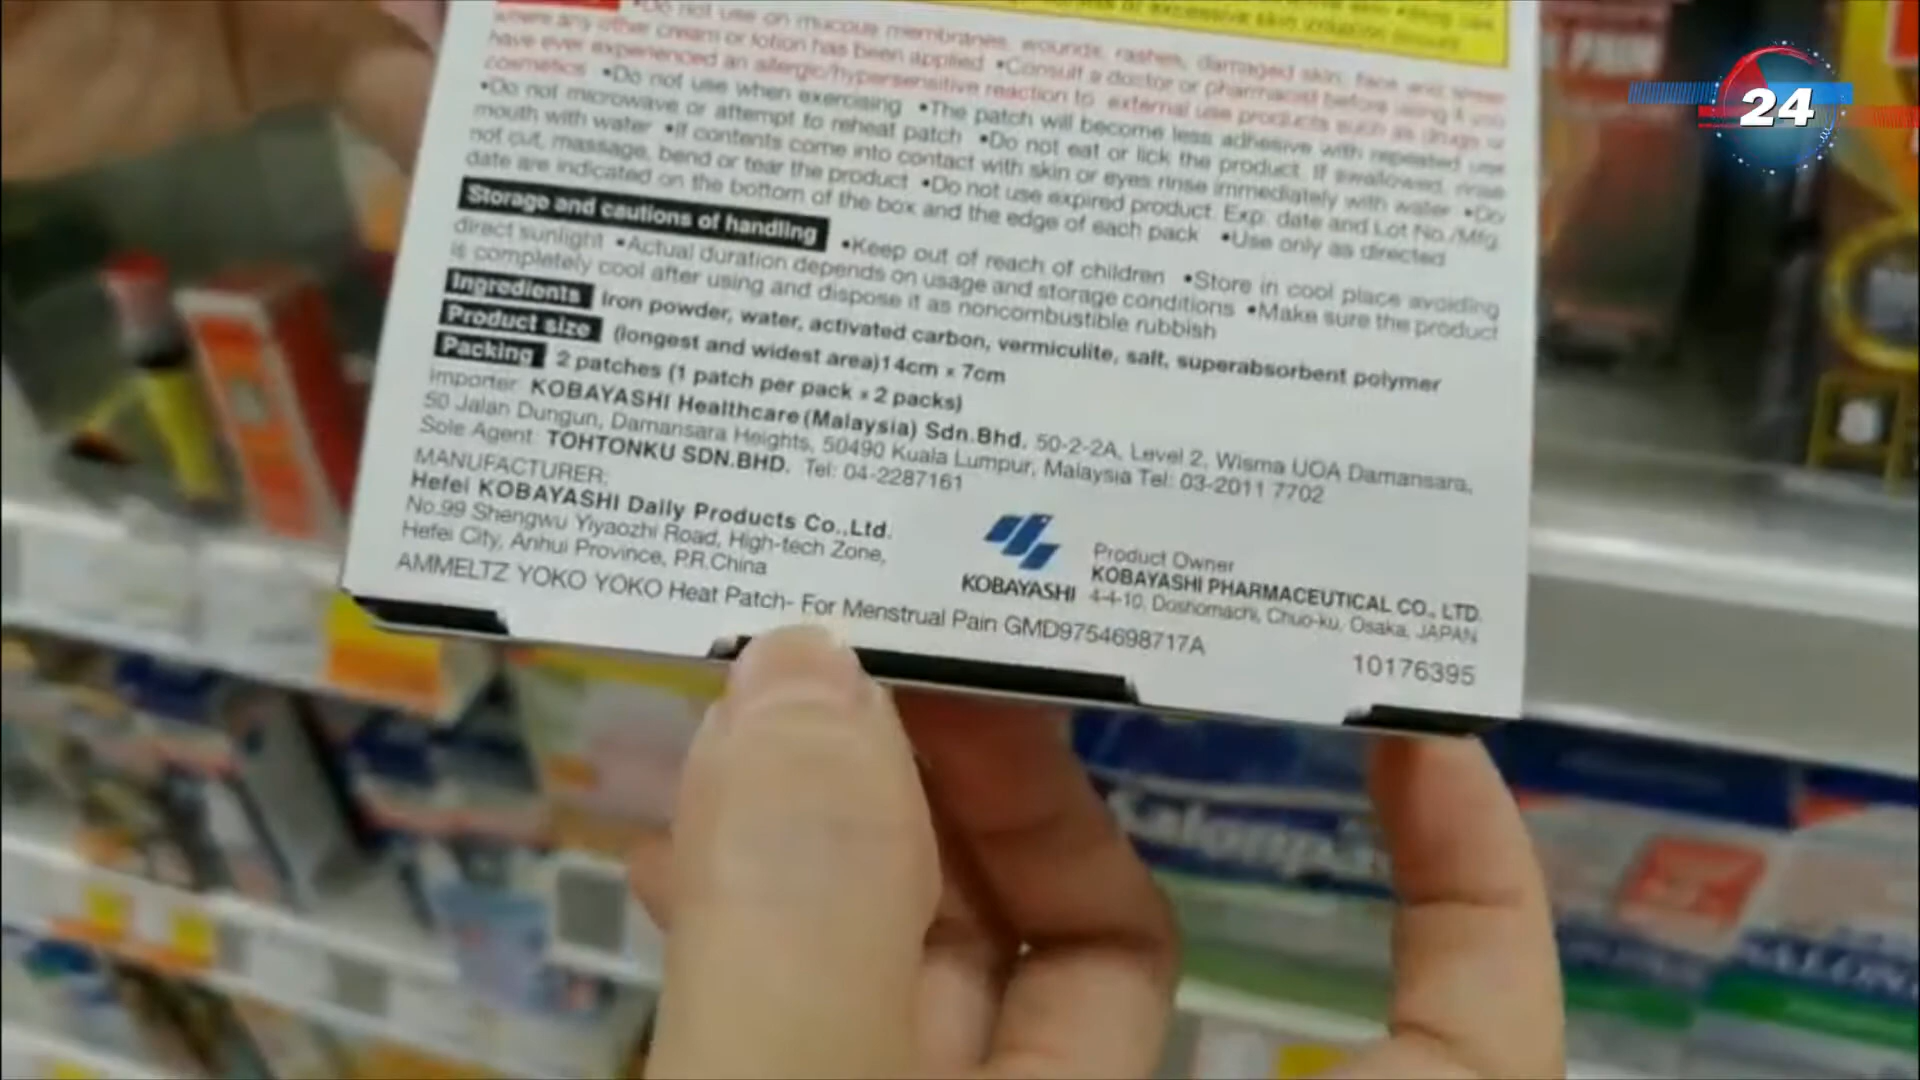 •Do not use on mucous membranes, wounds, rashes, damaged skin, face and
where any other cream or lotion has been applied •Consult a doctor or pharmacist before using if you
have ever experienced an allergic/hypersensitive reaction to external use products such as drugs or
cosmetics •Do not use when exercising •The patch will become less adhesive with repeated use
•Do not microwave or attempt to reheat patch •Do not eat or lick the product. If swallowed, rinse
mouth with water •If contents come into contact with skin or eyes rinse immediately with water •Do
not cut, massage, bend or tear the product •Do not use expired product. Exp. date and Lot No./Mfg.
date are indicated on the bottom of the box and the edge of each pack •Use only as directed
Storage and cautions of handling •Keep out of reach of children •Store in cool place avoiding
direct sunlight •Actual duration depends on usage and storage conditions •Make sure the product
is completely cool after using and dispose it as noncombustible rubbish
Ingredients Iron powder, water, activated carbon, vermiculite, salt, superabsorbent polymer
Product size (longest and widest area)14cm x 7cm
Packing 2 patches (1 patch per pack x 2 packs)
Importer: KOBAYASHI Healthcare (Malaysia) Sdn.Bhd. 50-2-2A, Level 2, Wisma UOA Damansara,
50 Jalan Dungun, Damansara Heights, 50490 Kuala Lumpur, Malaysia Tel: 03-2011 7702
Sole Agent: TOHTONKU SDN.BHD. Tel: 04-2287161
MANUFACTURER:
Hefei KOBAYASHI Daily Products Co.,Ltd.
No.99 Shengwu Yiyaozhi Road, High-tech Zone,
Hefei City, Anhui Province, P.R.China
KOBAYASHI
Product Owner
KOBAYASHI PHARMACEUTICAL CO., LTD.
4-4-10, Doshomachi, Chuo-ku, Osaka, JAPAN
AMMELTZ YOKO YOKO Heat Patch- For Menstrual Pain GMD9754698717A
10176395
24
PAIN